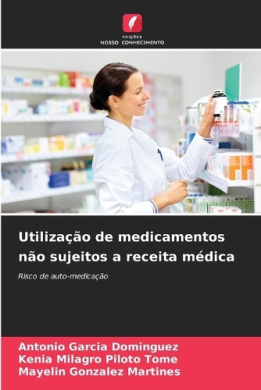 edições
NOSSO CONHECIMENTO
Utilização de medicamentos
não sujeitos a receita médica
Risco de auto-medicação
Antonio Garcia Dominguez
Kenia Milagro Piloto Tome
Mayelin Gonzalez Martines